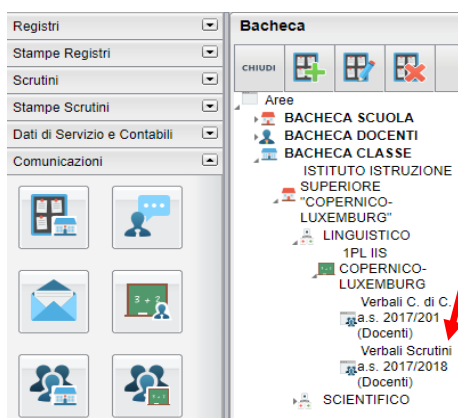 Registri
Stampe Registri
Scrutini
Stampe Scrutini
Dati di Servizio e Contabili
Comunicazioni
3 + 2
Bacheca
CHIUDI
Aree
BACHECA SCUOLA
BACHECA DOCENTI
BACHECA CLASSE
ISTITUTO ISTRUZIONE
SUPERIORE
"COPERNICO-
LUXEMBURG"
LINGUISTICO
1PL IIS
COPERNICO-
LUXEMBURG
Verbali C. di C.
a.s. 2017/201
(Docenti)
Verbali Scrutini
a.s. 2017/2018
(Docenti)
SCIENTIFICO